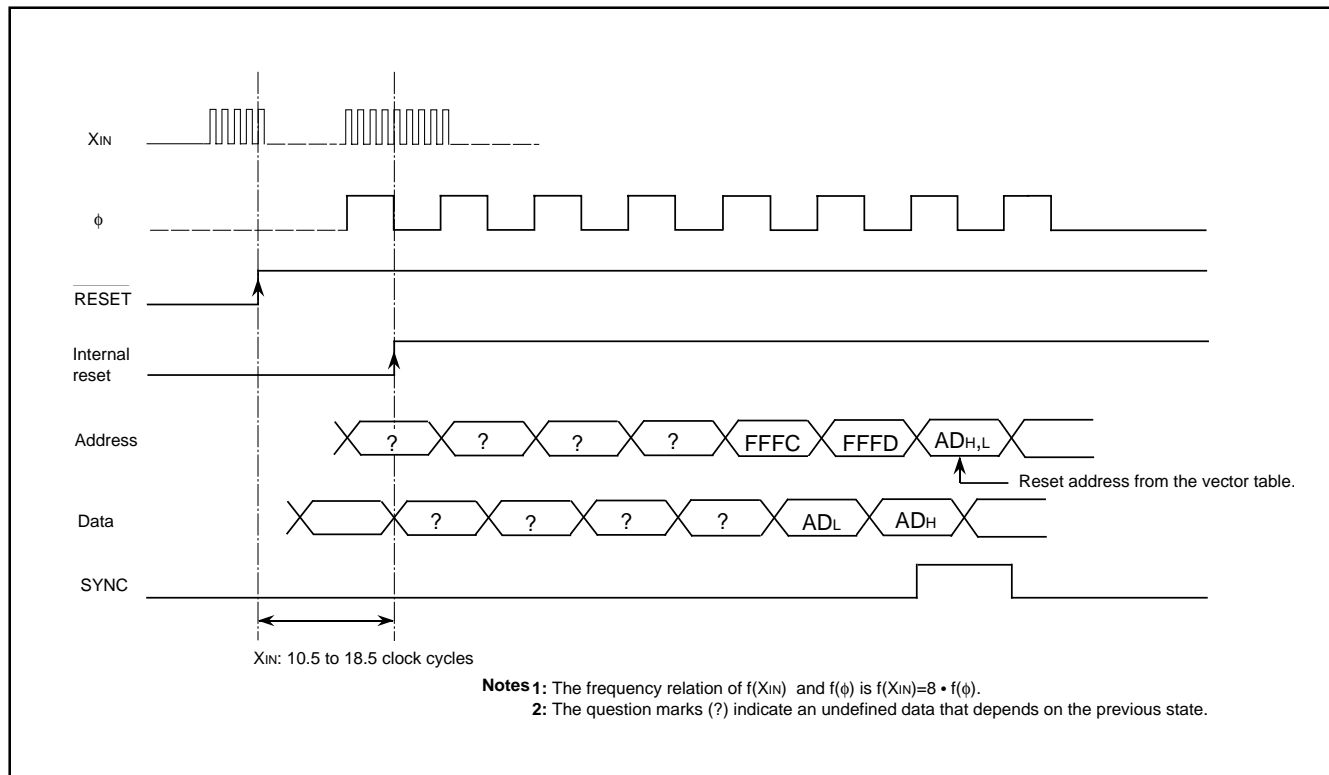 XIN
ϕ
RESET
Internal
reset
Address
? ? ? ? FFFC FFFD ADH,L
Reset address from the vector table.
Data
? ? ? ? ADL ADH
SYNC
XIN: 10.5 to 18.5 clock cycles
Notes 1: The frequency relation of f(XIN) and f(ϕ) is f(XIN)=8 • f(ϕ).
2: The question marks (?) indicate an undefined data that depends on the previous state.